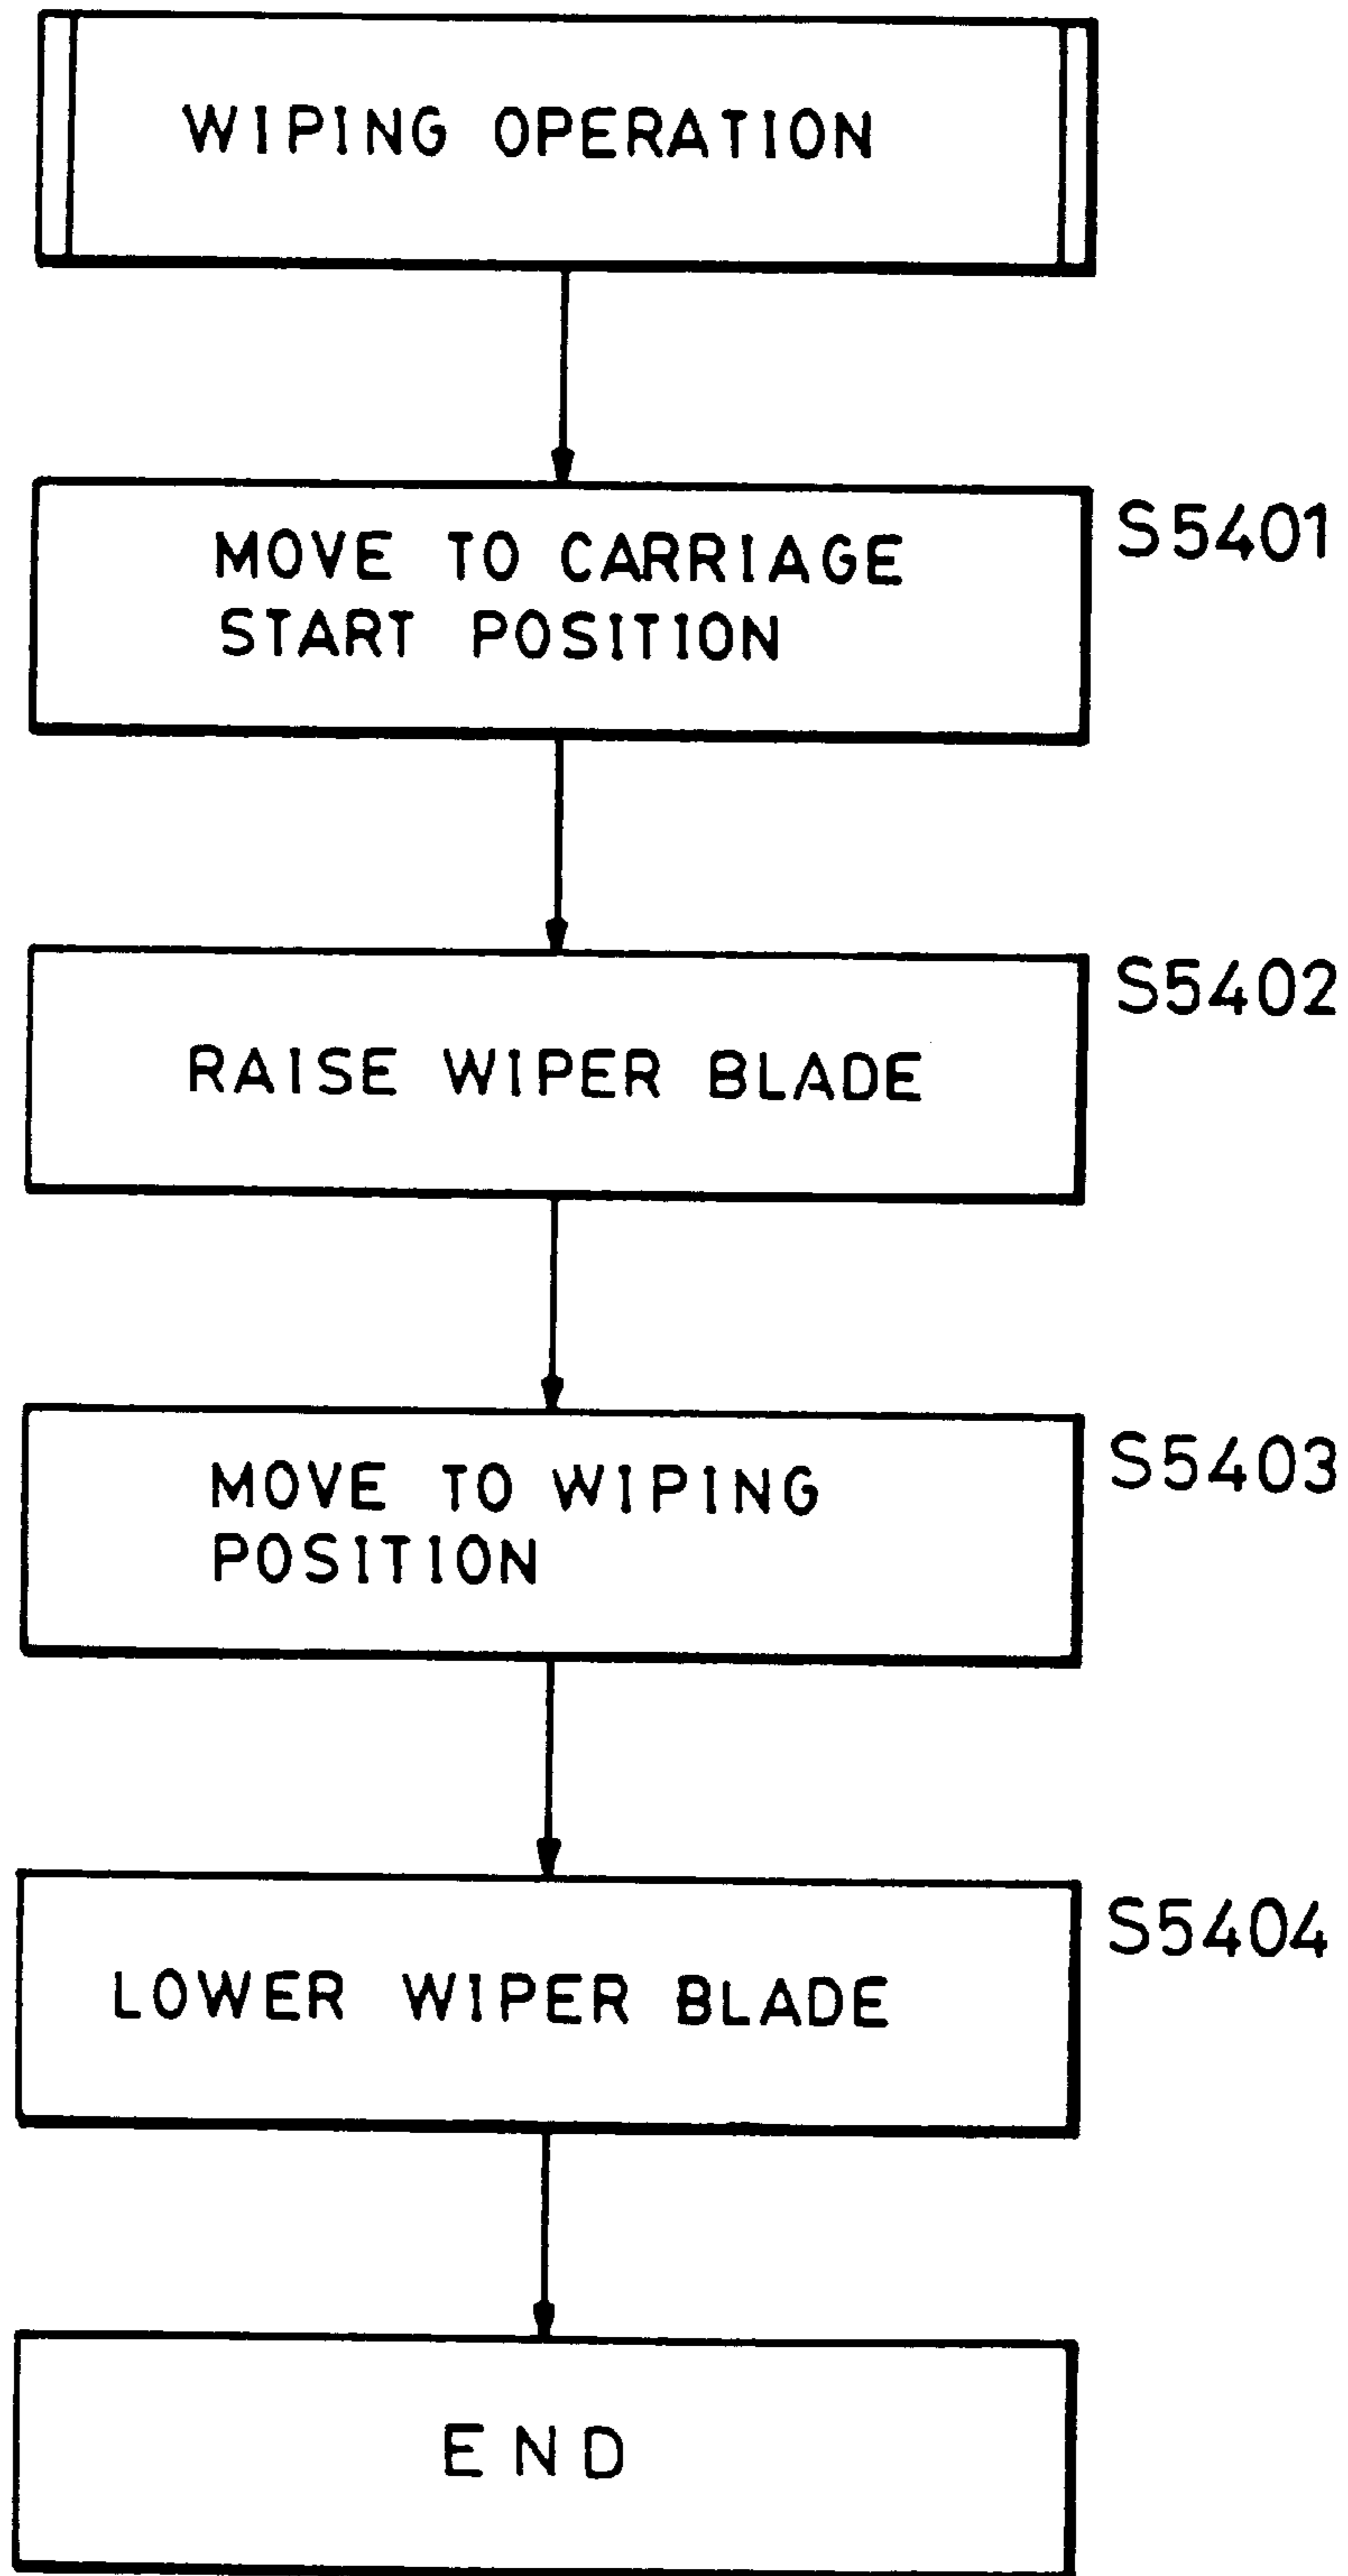 WIPING OPERATION
MOVE TO CARRIAGE
START POSITION
S5401
RAISE WIPER BLADE
S5402
MOVE TO WIPING
POSITION
S5403
LOWER WIPER BLADE
S5404
END